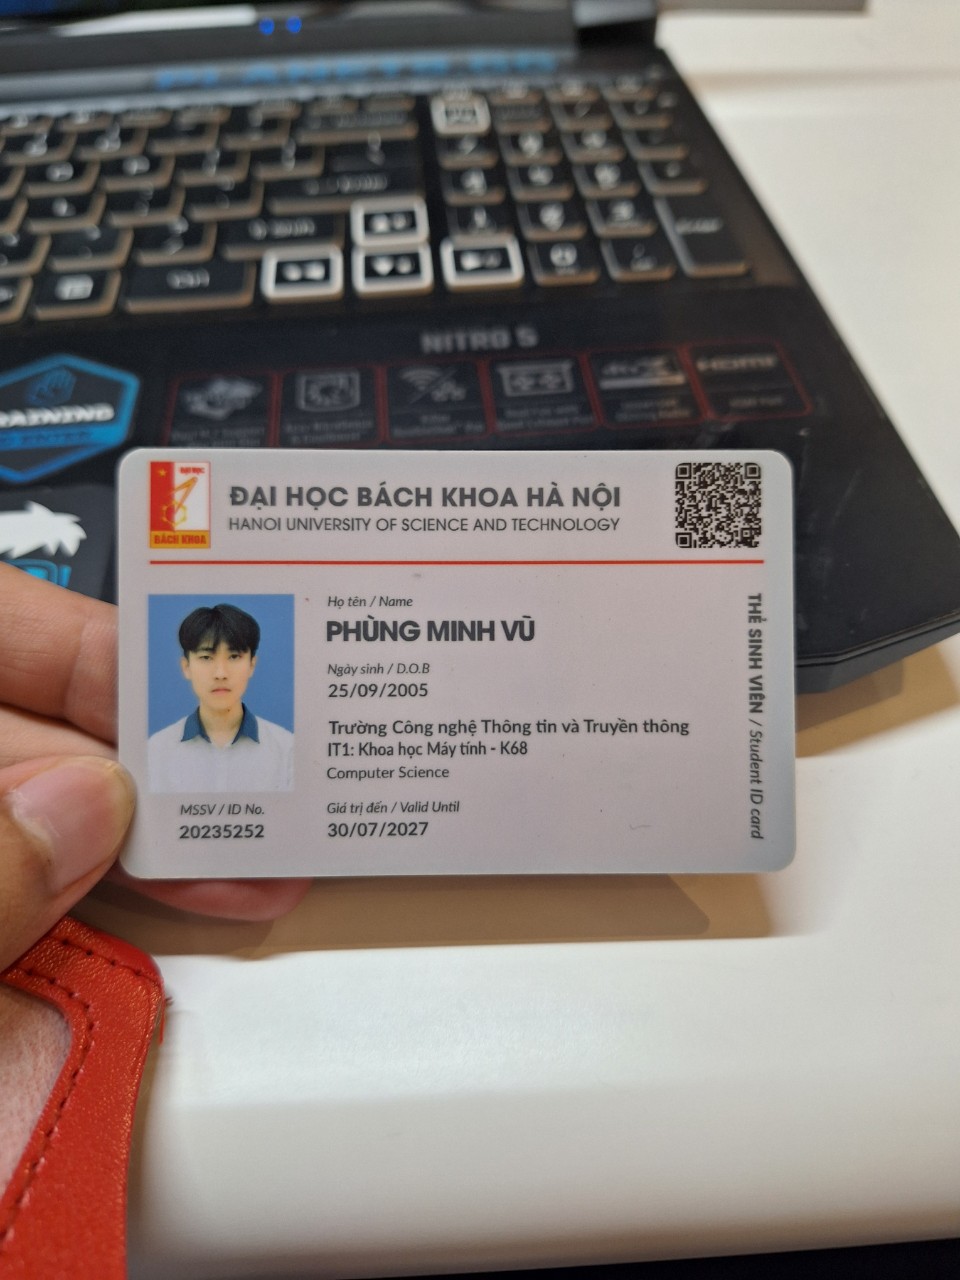 NITRO 5
HDMI
ĐẠI HỌC
BÁCH KHOA
ĐẠI HỌC BÁCH KHOA HÀ NỘI
HANOI UNIVERSITY OF SCIENCE AND TECHNOLOGY
Họ tên / Name
PHÙNG MINH VŨ
Ngày sinh / D.O.B
25/09/2005
Trường Công nghệ Thông tin và Truyền thông
IT1: Khoa học Máy tính - K68
Computer Science
MSSV / ID No.
20235252
Giá trị đến / Valid Until
30/07/2027
THẺ SINH VIÊN / Student ID card